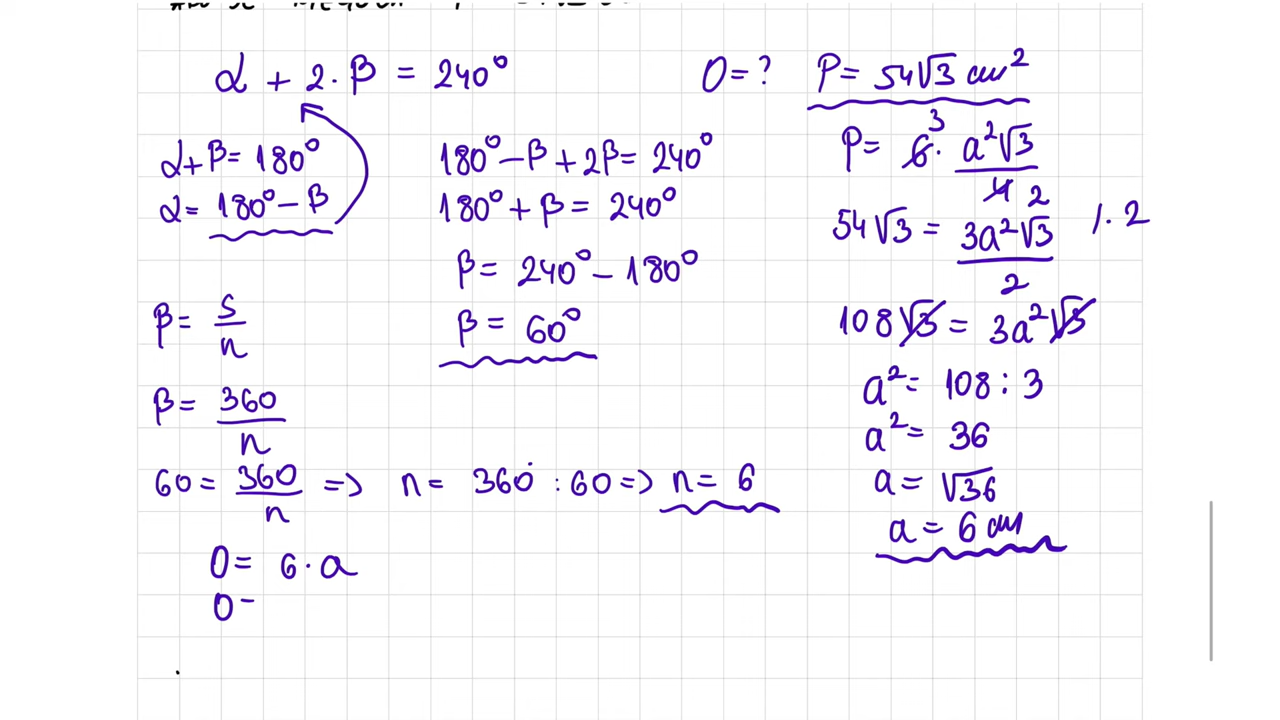 α + 2 · β = 240°
α + β = 180°
α = 180° − β
180° − β + 2β = 240°
180° + β = 240°
β = 240° − 180°
β = 60°
β = s/n
β = 360/n
60 = 360/n => n = 360 : 60 => n = 6
O = 6 · a
O =
O = ? P = 54√3 cm²
P = 6 · a²√3/4 3 2
54√3 = 3a²√3/2 / · 2
108√3 = 3a²√3
a² = 108 : 3
a² = 36
a = √36
a = 6 cm